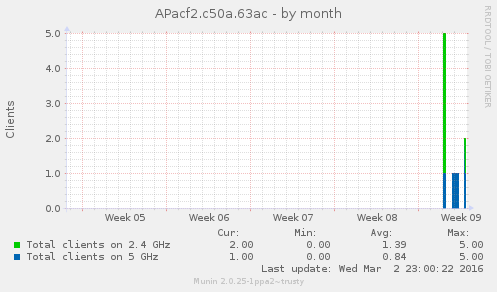 APacf2.c50a.63ac - by month
RRDTOOL / TOBI OETIKER
Clients
5.0
4.0
3.0
2.0
1.0
0.0
Week 05 Week 06 Week 07 Week 08 Week 09
Cur: Min: Avg: Max:
Total clients on 2.4 GHz 2.00 0.00 1.39 5.00
Total clients on 5 GHz 1.00 0.00 0.84 5.00
Last update: Wed Mar 2 23:00:22 2016
Munin 2.0.25-1ppa2~trusty